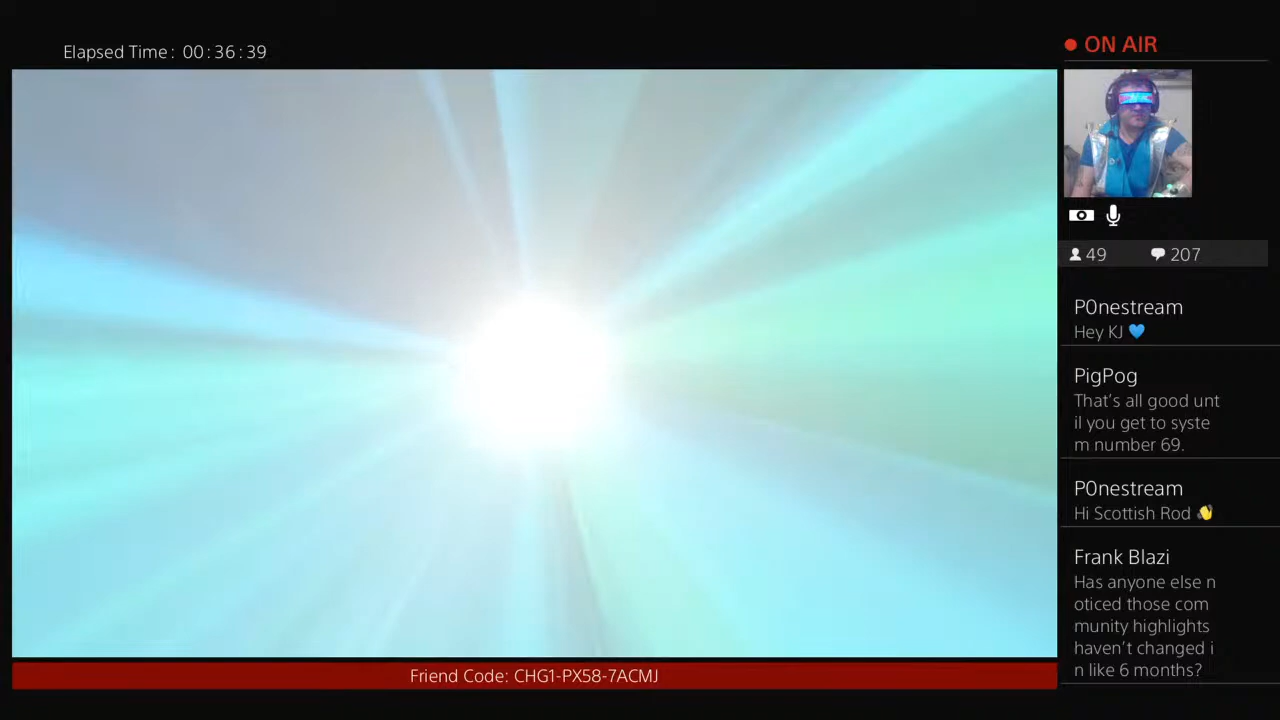 Elapsed Time: 00:36:39
ON AIR
49 207
P0nestream
Hey KJ 💙
PigPog
That's all good unt
il you get to syste
m number 69.
P0nestream
Hi Scottish Rod 👋
Frank Blazi
Has anyone else n
oticed those com
munity highlights
haven't changed i
n like 6 months?
Friend Code: CHG1-PX58-7ACMJ